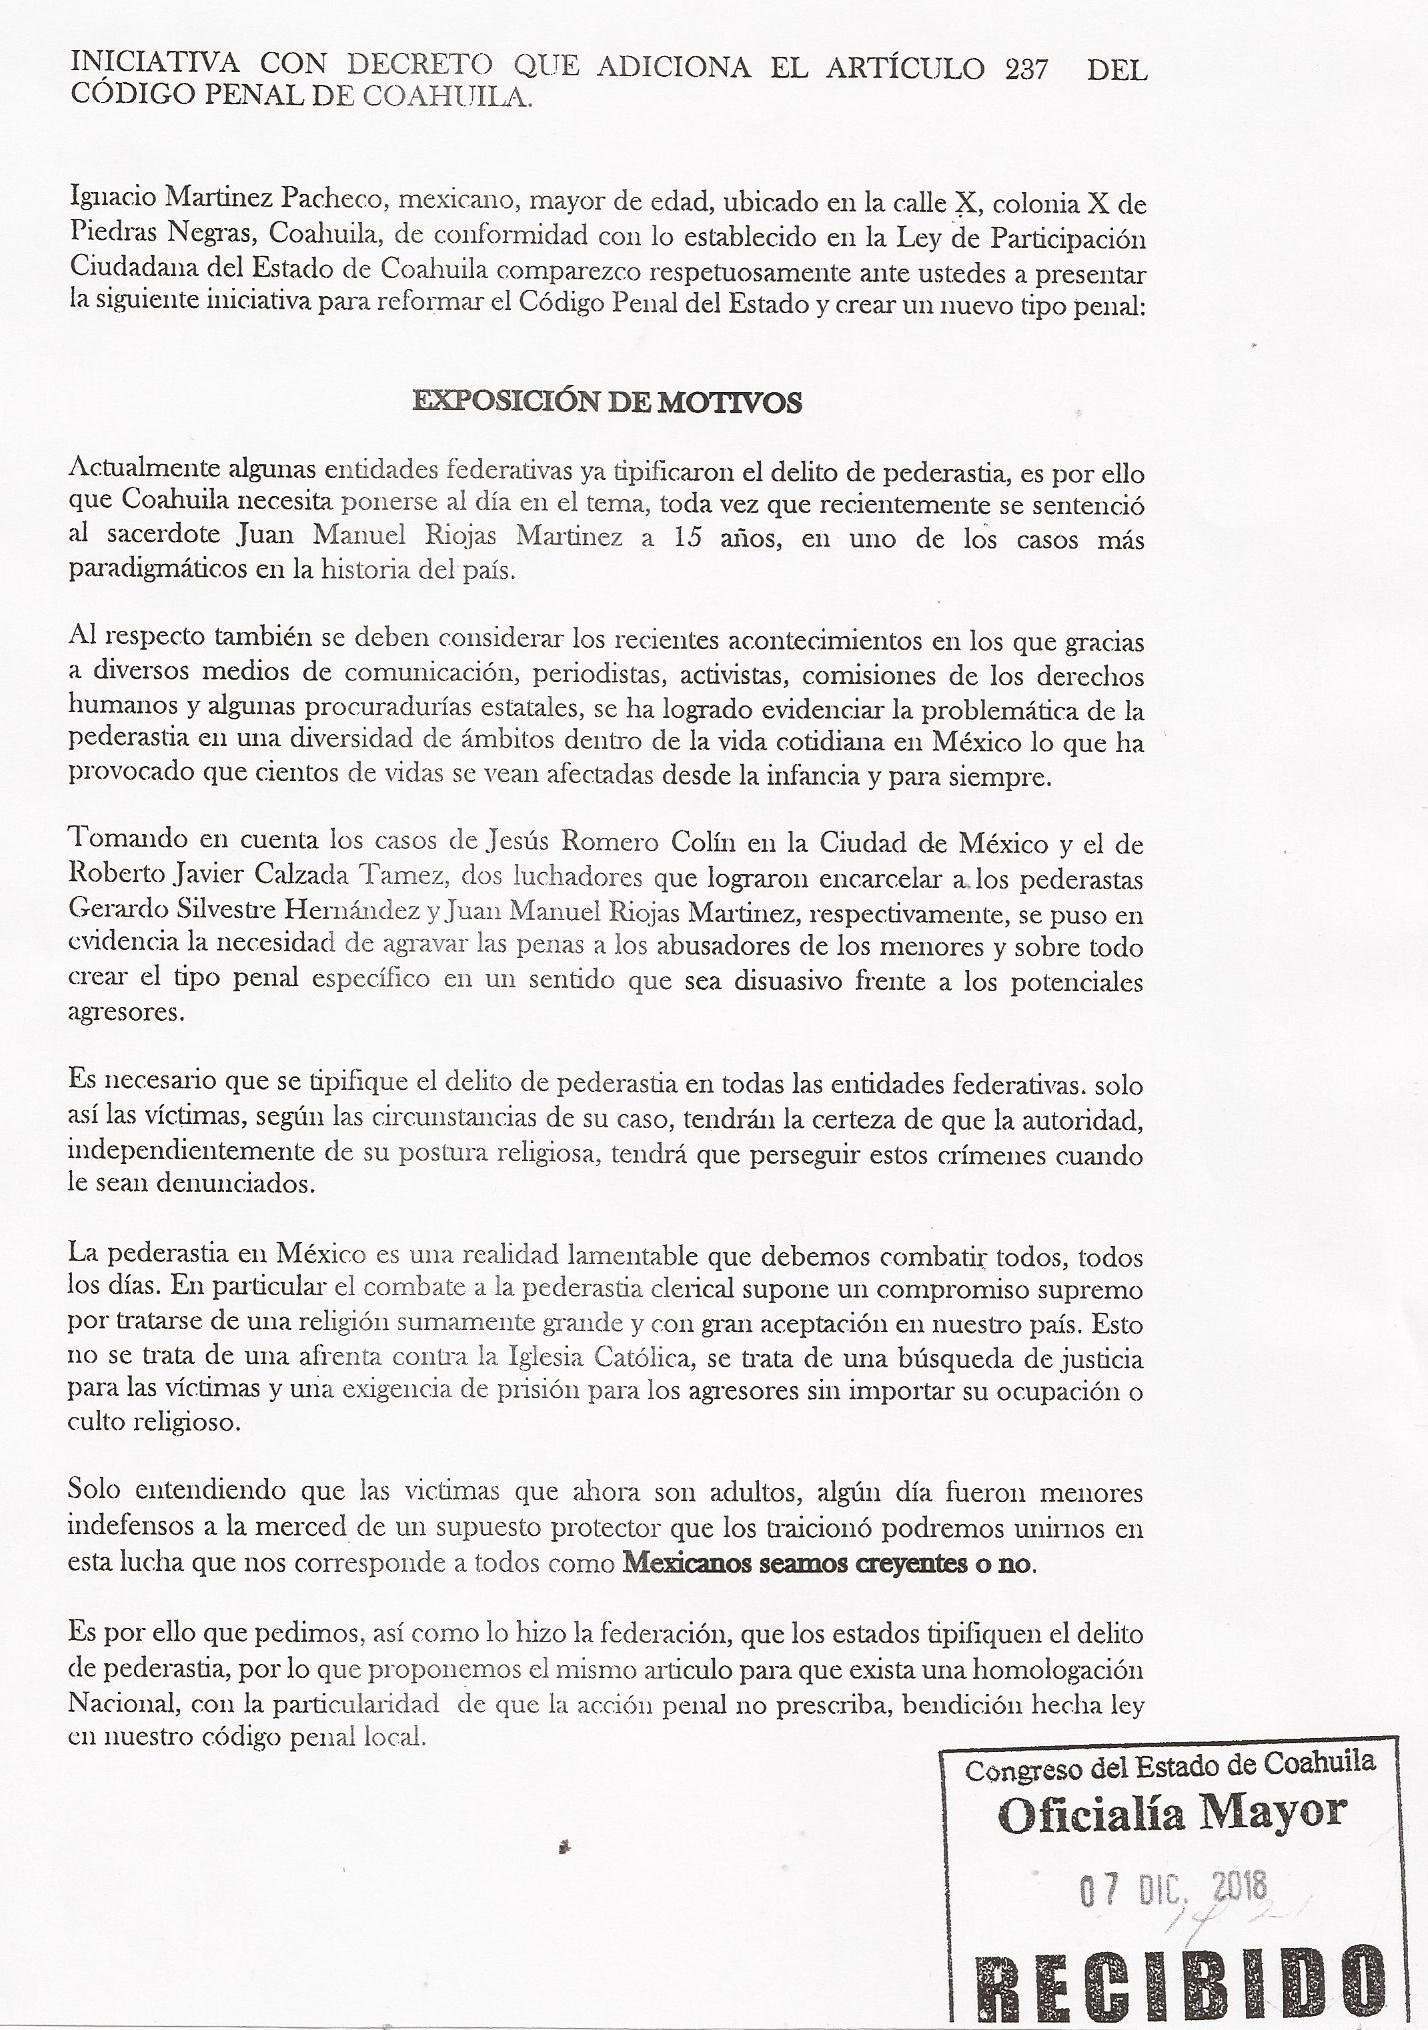 INICIATIVA CON DECRETO QUE ADICIONA EL ARTÍCULO 237 DEL
CÓDIGO PENAL DE COAHUILA.
Ignacio Martinez Pacheco, mexicano, mayor de edad, ubicado en la calle X, colonia X de
Piedras Negras, Coahuila, de conformidad con lo establecido en la Ley de Participación
Ciudadana del Estado de Coahuila comparezco respetuosamente ante ustedes a presentar
la siguiente iniciativa para reformar el Código Penal del Estado y crear un nuevo tipo penal:
EXPOSICIÓN DE MOTIVOS
Actualmente algunas entidades federativas ya tipificaron el delito de pederastia, es por ello
que Coahuila necesita ponerse al día en el tema, toda vez que recientemente se sentenció
al sacerdote Juan Manuel Riojas Martinez a 15 años, en uno de los casos más
paradigmáticos en la historia del país.
Al respecto también se deben considerar los recientes acontecimientos en los que gracias
a diversos medios de comunicación, periodistas, activistas, comisiones de los derechos
humanos y algunas procuradurías estatales, se ha logrado evidenciar la problemática de la
pederastia en una diversidad de ámbitos dentro de la vida cotidiana en México lo que ha
provocado que cientos de vidas se vean afectadas desde la infancia y para siempre.
Tomando en cuenta los casos de Jesús Romero Colín en la Ciudad de México y el de
Roberto Javier Calzada Tamez, dos luchadores que lograron encarcelar a los pederastas
Gerardo Silvestre Hernández y Juan Manuel Riojas Martinez, respectivamente, se puso en
evidencia la necesidad de agravar las penas a los abusadores de los menores y sobre todo
crear el tipo penal específico en un sentido que sea disuasivo frente a los potenciales
agresores.
Es necesario que se tipifique el delito de pederastia en todas las entidades federativas. solo
así las víctimas, según las circunstancias de su caso, tendrán la certeza de que la autoridad,
independientemente de su postura religiosa, tendrá que perseguir estos crímenes cuando
le sean denunciados.
La pederastia en México es una realidad lamentable que debemos combatir todos, todos
los días. En particular el combate a la pederastia clerical supone un compromiso supremo
por tratarse de una religión sumamente grande y con gran aceptación en nuestro país. Esto
no se trata de una afrenta contra la Iglesia Católica, se trata de una búsqueda de justicia
para las víctimas y una exigencia de prisión para los agresores sin importar su ocupación o
culto religioso.
Solo entendiendo que las victimas que ahora son adultos, algún día fueron menores
indefensos a la merced de un supuesto protector que los traicionó podremos unirnos en
esta lucha que nos corresponde a todos como Mexicanos seamos creyentes o no.
Es por ello que pedimos, así como lo hizo la federación, que los estados tipifiquen el delito
de pederastia, por lo que proponemos el mismo articulo para que exista una homologación
Nacional, con la particularidad de que la acción penal no prescriba, bendición hecha ley
en nuestro código penal local.
Congreso del Estado de Coahuila
Oficialía Mayor
07 DIC. 2018
RECIBIDO